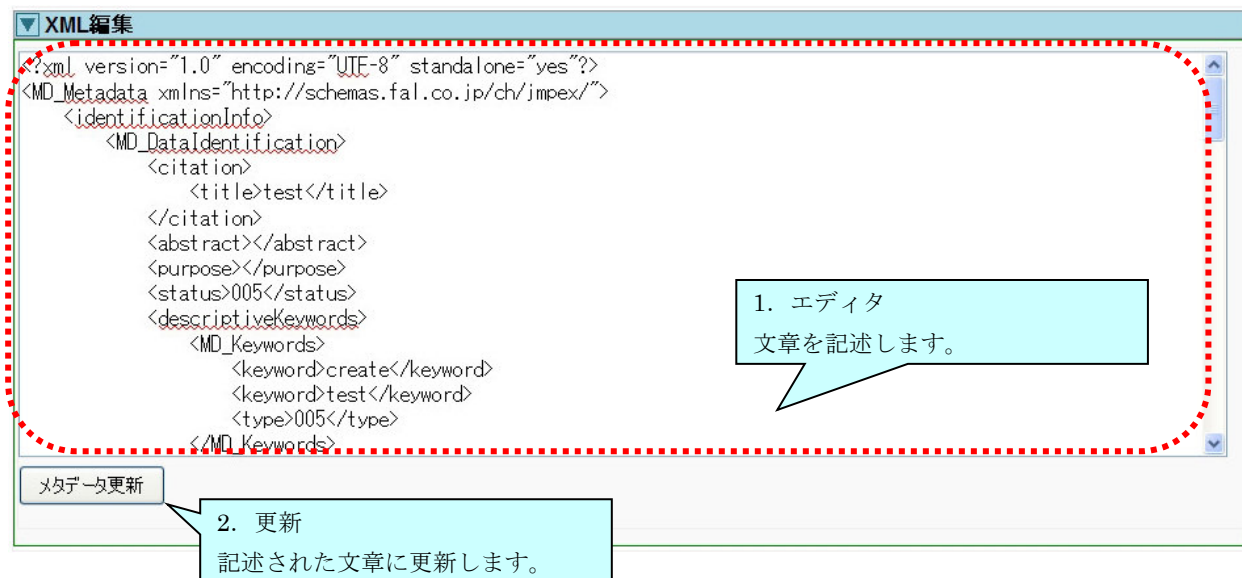 XML編集
<?xml version="1.0" encoding="UTF-8" standalone="yes"?>
<MD_Metadata xmlns="http://schemas.fal.co.jp/ch/jmpex/">
<identificationInfo>
<MD_DataIdentification>
<citation>
<title>test</title>
</citation>
<abstract></abstract>
<purpose></purpose>
<status>005</status>
<descriptiveKeywords>
<MD_Keywords>
<keyword>create</keyword>
<keyword>test</keyword>
<type>005</type>
</MD_Keywords>
1. エディタ
文章を記述します。
メタデータ更新
2. 更新
記述された文章に更新します。